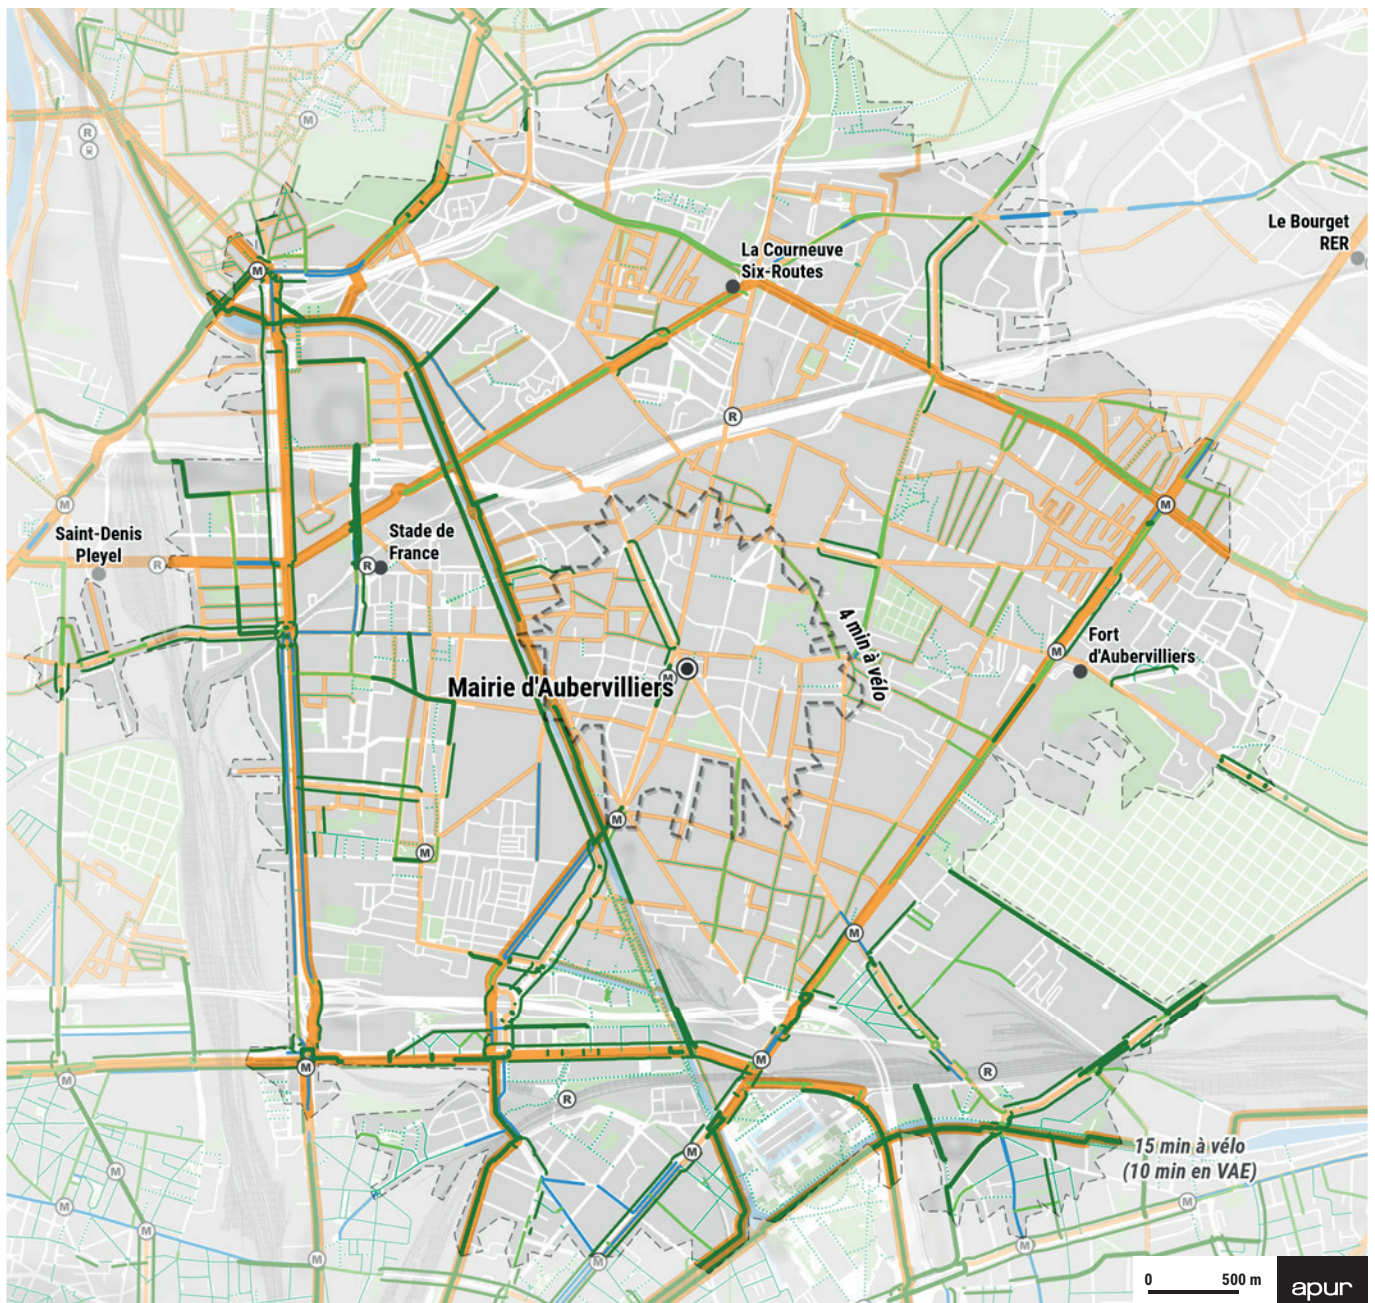 R
M
M
Le Bourget
RER
La Courneuve
Six-Routes
M
R
M
M
Saint-Denis
Pleyel
R
Stade de
France
R
4 min à vélo
Fort
d'Aubervilliers
M
Mairie d'Aubervilliers
M
M
M
M
M
M
R
M
R
M
15 min à vélo
(10 min en VAE)
M
M
M
M
M
M
M
M
0 500 m
apur